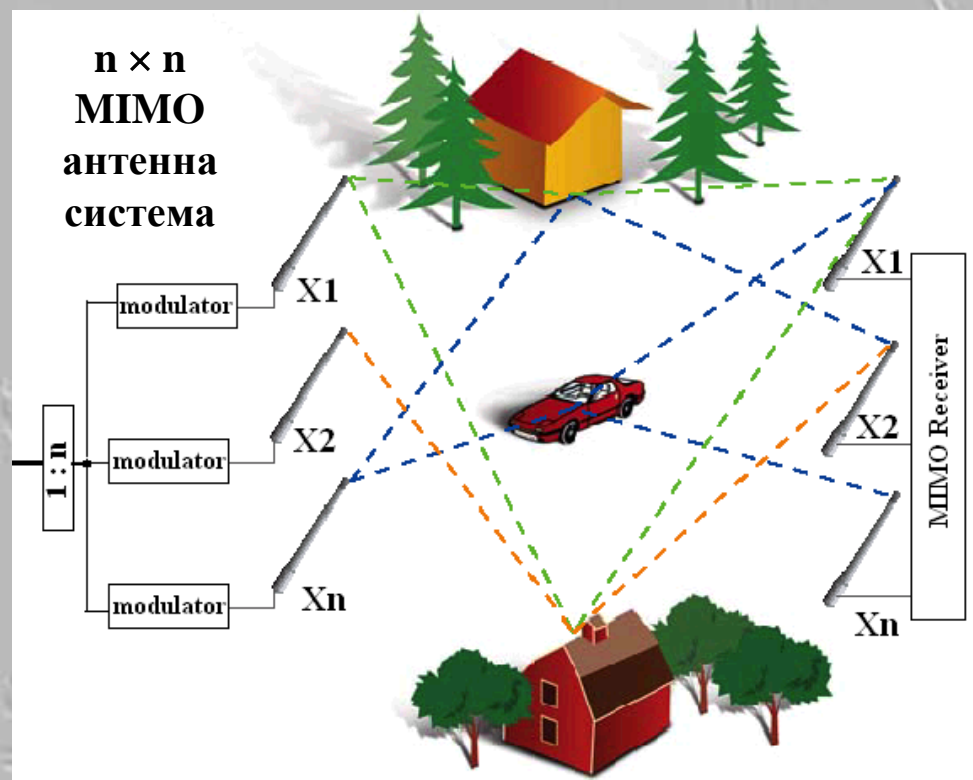 n × n
MIMO
антенна
система
X1
modulator
X2
1 : n
modulator
Xn
modulator
X1
X2
Xn
MIMO Receiver